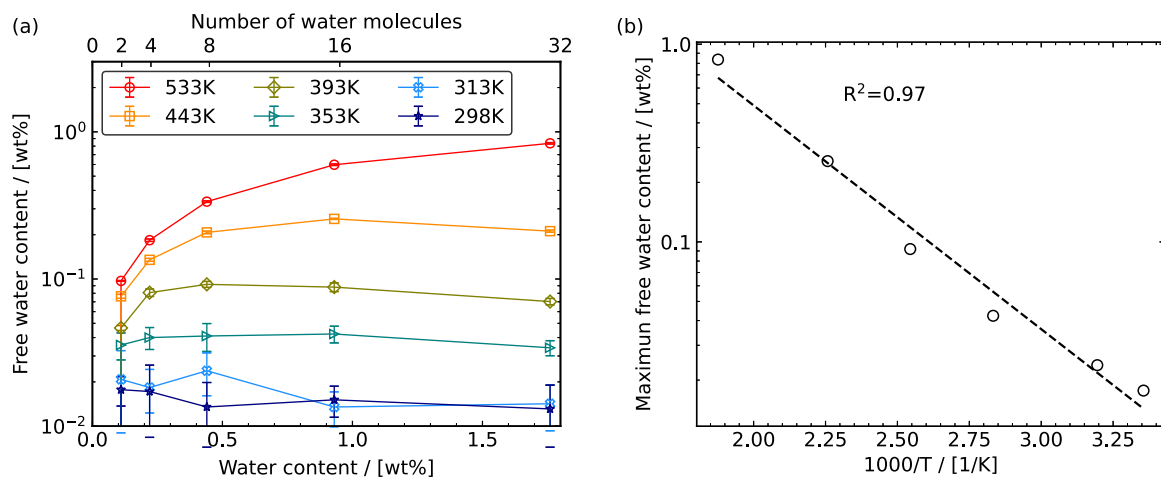 (a)
Number of water molecules
0 2 4 8 16 32
533K 393K 313K
443K 353K 298K
Free water content / [wt%]
10⁰
10⁻¹
10⁻²
0.0 0.5 1.0 1.5
Water content / [wt%]
(b)
R²=0.97
Maximun free water content / [wt%]
1.0
0.1
2.00 2.25 2.50 2.75 3.00 3.25
1000/T / [1/K]